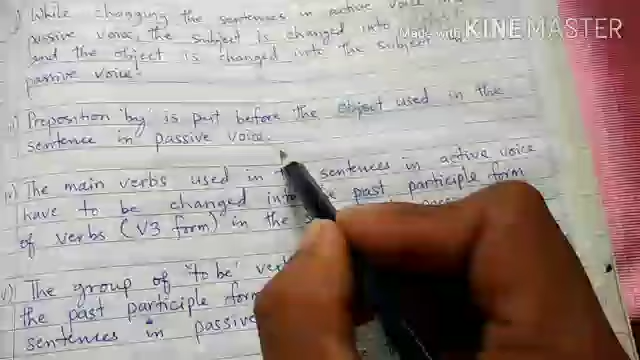 While changing the sentences in active voice into
passive voice, the subject is changed into
and the object is changed into the subject
passive voice.
Made with KINEMASTER
Preposition 'by' is put before the object used in the
sentence in passive voice.
iv) The main verbs used in sentences in active voice
have to be changed into past participle form
of verbs (V3 form) in the
v) The group of 'to be'
the past participle form
sentences in passive